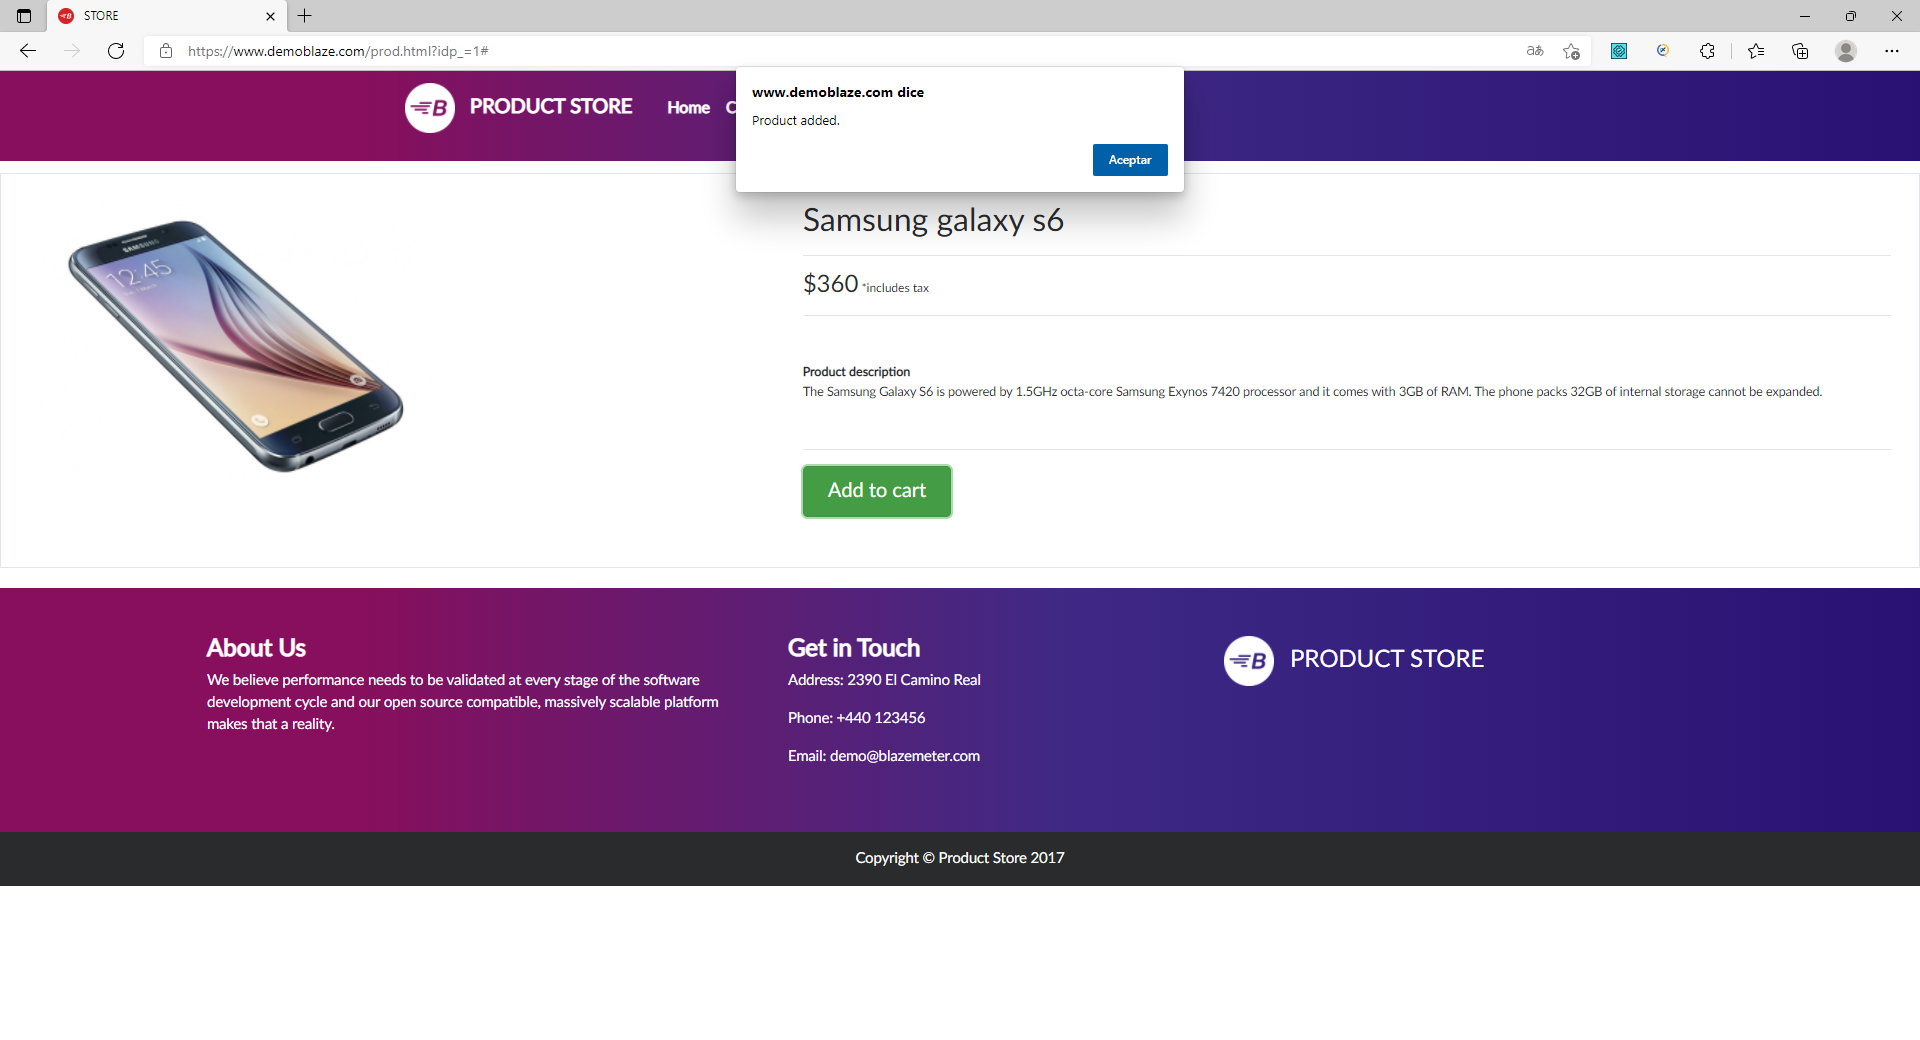 STORE
https://www.demoblaze.com/prod.html?idp_=1#
B PRODUCT STORE Home C
www.demoblaze.com dice
Product added.
Aceptar
SAMSUNG
12:45
Samsung galaxy s6
$360 *includes tax
Product description
The Samsung Galaxy S6 is powered by 1.5GHz octa-core Samsung Exynos 7420 processor and it comes with 3GB of RAM. The phone packs 32GB of internal storage cannot be expanded.
Add to cart
About Us
We believe performance needs to be validated at every stage of the software
development cycle and our open source compatible, massively scalable platform
makes that a reality.
Get in Touch
Address: 2390 El Camino Real
Phone: +440 123456
Email: demo@blazemeter.com
B PRODUCT STORE
Copyright © Product Store 2017